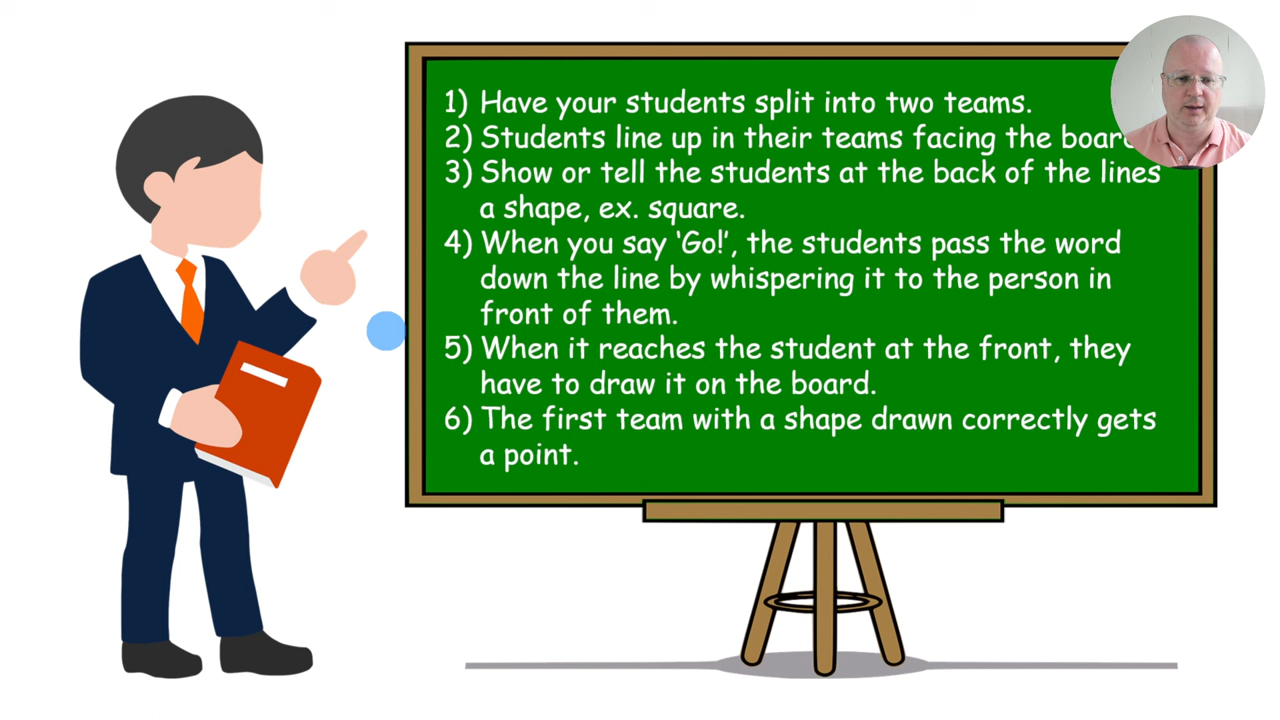 1) Have your students split into two teams.
2) Students line up in their teams facing the board
3) Show or tell the students at the back of the lines
a shape, ex. square.
4) When you say ‘Go!’, the students pass the word
down the line by whispering it to the person in
front of them.
5) When it reaches the student at the front, they
have to draw it on the board.
6) The first team with a shape drawn correctly gets
a point.